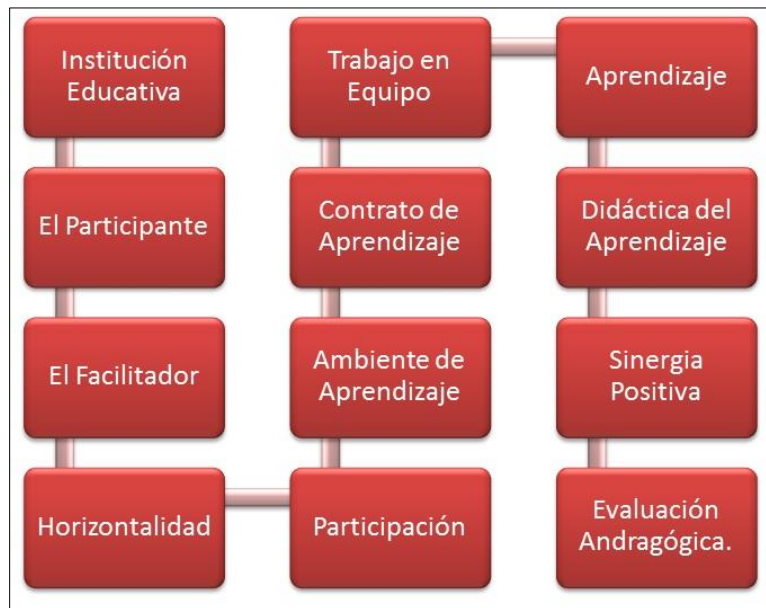 Institución
Educativa
El Participante
El Facilitador
Horizontalidad
Participación
Ambiente de
Aprendizaje
Contrato de
Aprendizaje
Trabajo en
Equipo
Aprendizaje
Didáctica del
Aprendizaje
Sinergia
Positiva
Evaluación
Andragógica.